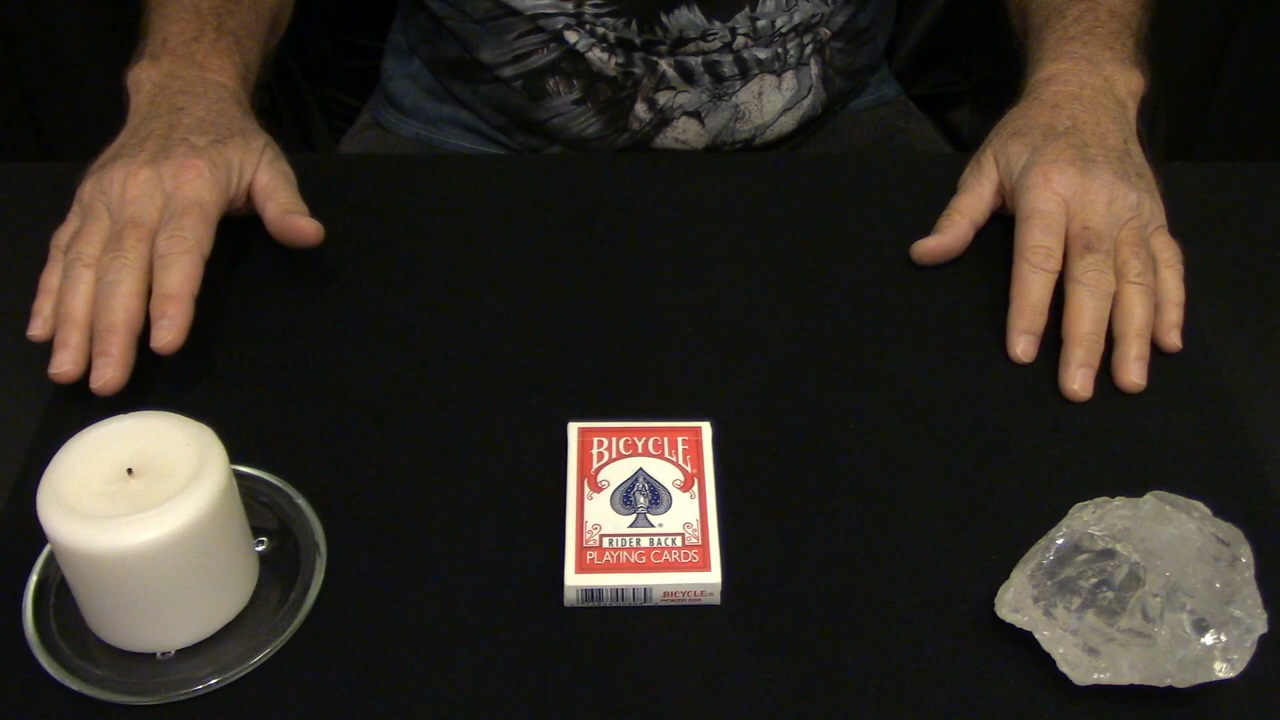 BICYCLE
®
RIDER BACK
PLAYING CARDS
BICYCLE®